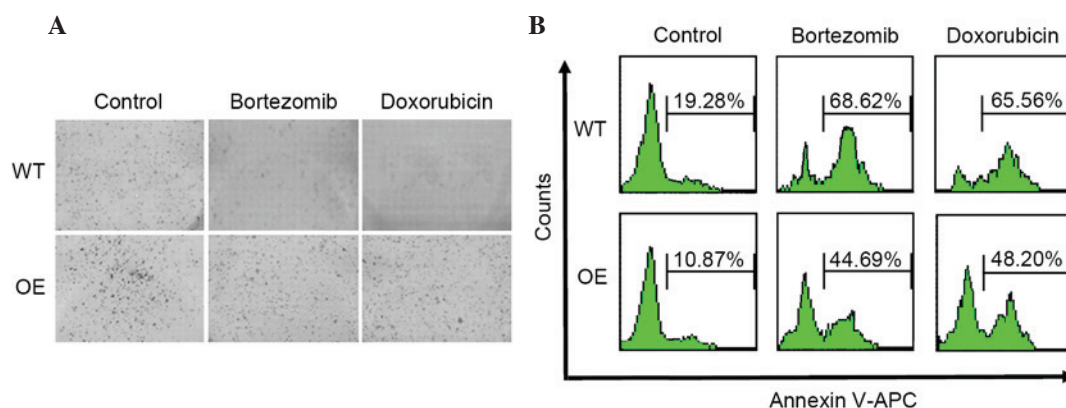 A
Control Bortezomib Doxorubicin
WT
OE
B
Control Bortezomib Doxorubicin
WT
19.28% 68.62% 65.56%
OE
10.87% 44.69% 48.20%
Counts
Annexin V-APC